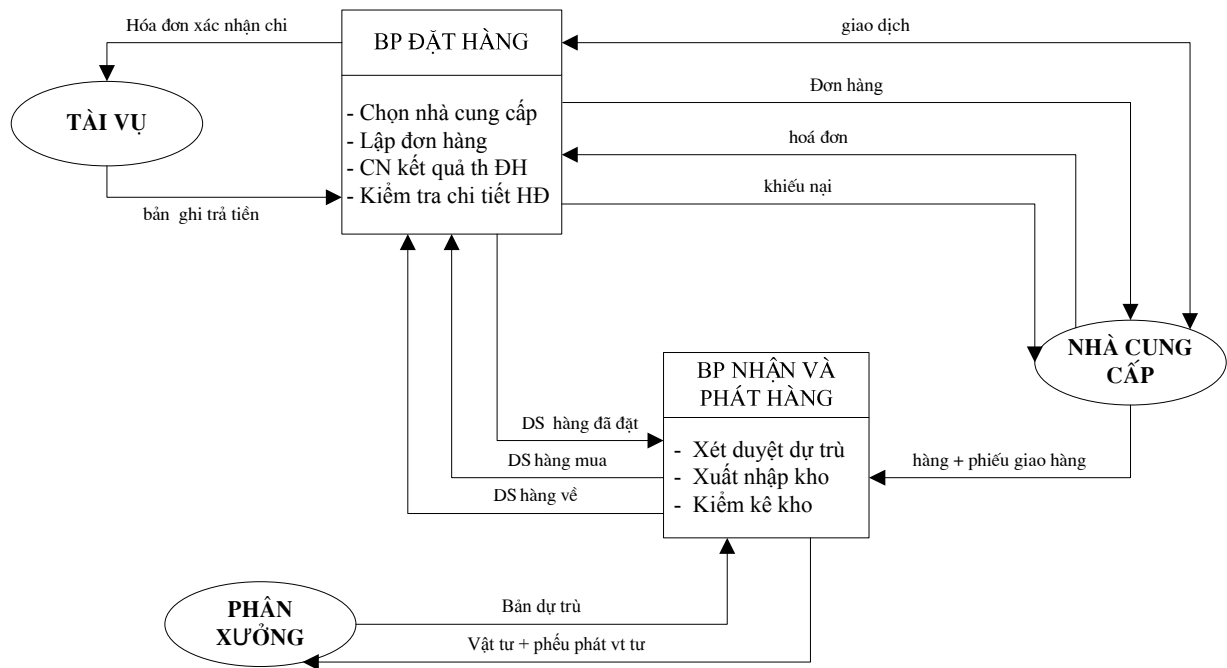 Hóa đơn xác nhận chi
BP ĐẶT HÀNG
giao dịch
Đơn hàng
TÀI VỤ
- Chọn nhà cung cấp
- Lập đơn hàng
- CN kết quả th ĐH
- Kiểm tra chi tiết HĐ
hoá đơn
khiếu nại
bản ghi trả tiền
NHÀ CUNG
CẤP
BP NHẬN VÀ
PHÁT HÀNG
DS hàng đã đặt
- Xét duyệt dự trù
- Xuất nhập kho
- Kiểm kê kho
DS hàng mua
hàng + phiếu giao hàng
DS hàng về
PHÂN
XƯỞNG
Bản dự trù
Vật tư + phếu phát vt tư